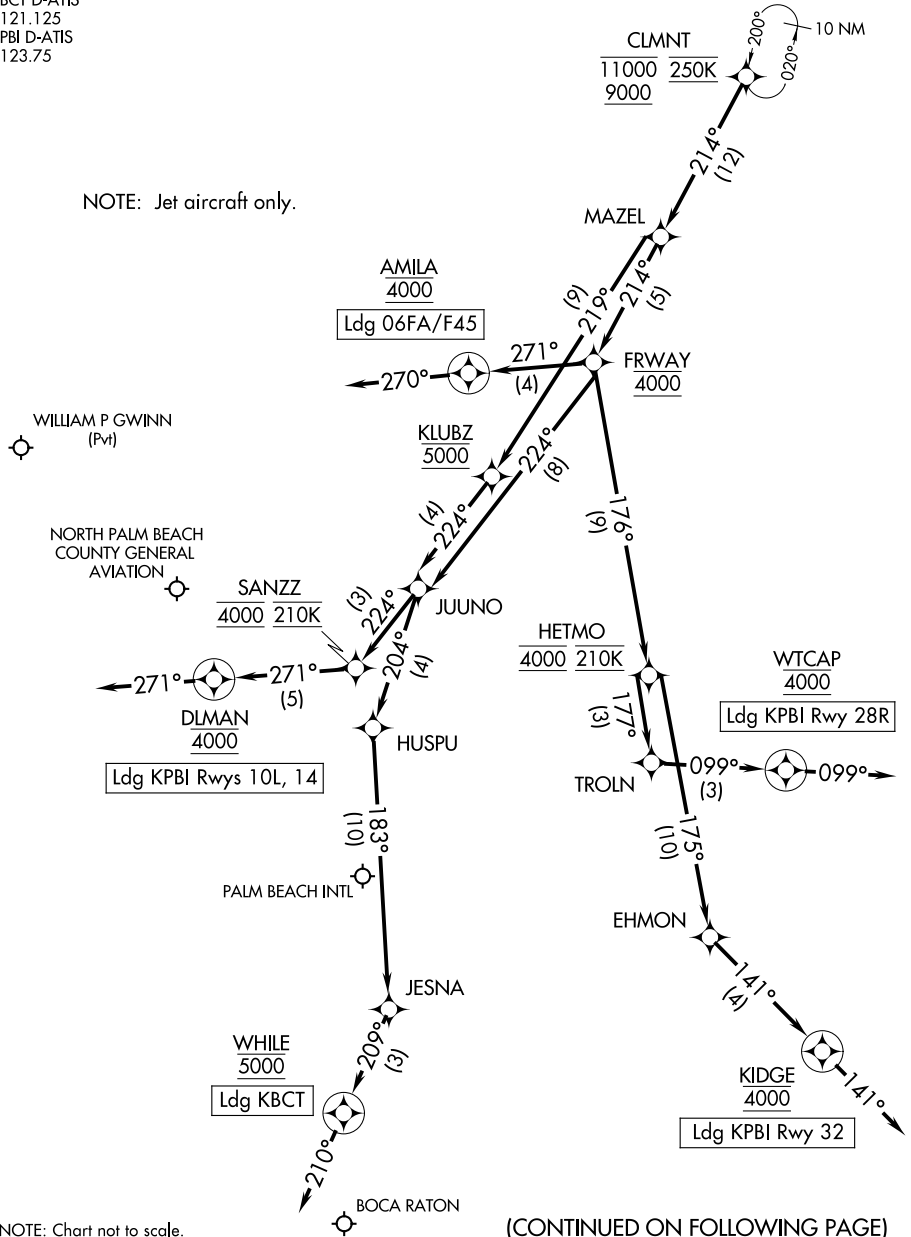 BCT D-ATIS
121.125
PBI D-ATIS
123.75
CLMNT
11000 250K
9000
200°
020°
10 NM
214°
(12)
NOTE: Jet aircraft only.
MAZEL
AMILA
4000
Ldg 06FA/F45
(9)
219°
214°
(5)
271°
(4)
270°
FRWAY
4000
WILLIAM P GWINN
(Pvt)
KLUBZ
5000
224°
(8)
(4)
224°
176°
(9)
NORTH PALM BEACH
COUNTY GENERAL
AVIATION
SANZZ
4000 210K
(3)
224°
JUUNO
204°
(4)
HETMO
4000 210K
WTCAP
4000
Ldg KPBI Rwy 28R
271°
271°
(5)
DLMAN
4000
Ldg KPBI Rwys 10L, 14
HUSPU
177°
(3)
TROLN
099°
(3)
099°
183°
(10)
175°
(10)
PALM BEACH INTL
EHMON
141°
(4)
JESNA
209°
(3)
WHILE
5000
Ldg KBCT
KIDGE
4000
Ldg KPBI Rwy 32
141°
210°
BOCA RATON
NOTE: Chart not to scale.
(CONTINUED ON FOLLOWING PAGE)